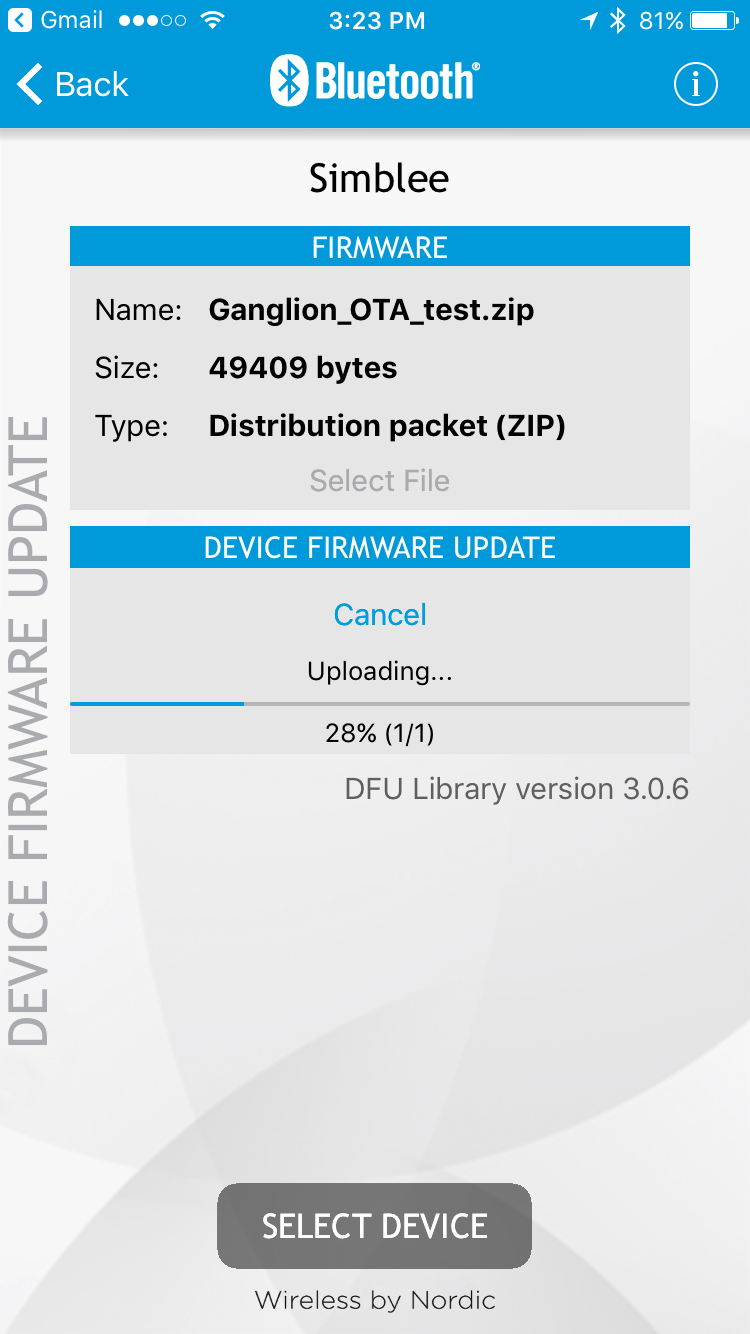 Gmail 3:23 PM 81%
Back Bluetooth® i
Simblee
FIRMWARE
Name: Ganglion_OTA_test.zip
Size: 49409 bytes
Type: Distribution packet (ZIP)
Select File
DEVICE FIRMWARE UPDATE
DEVICE FIRMWARE UPDATE
Cancel
Uploading...
28% (1/1)
DFU Library version 3.0.6
SELECT DEVICE
Wireless by Nordic